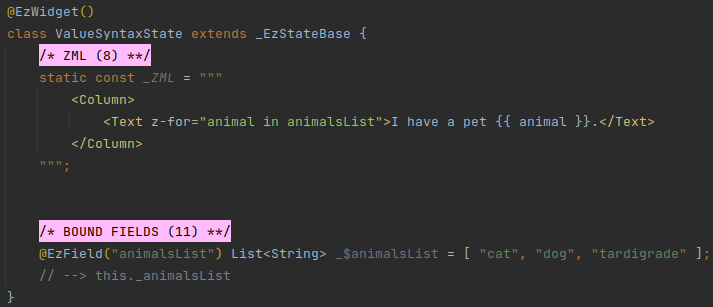 @EzWidget()
class ValueSyntaxState extends _EzStateBase {
/* ZML (8) **/
static const _ZML = """
<Column>
<Text z-for="animal in animalsList">I have a pet {{ animal }}.</Text>
</Column>
""";
/* BOUND FIELDS (11) **/
@EzField("animalsList") List<String> _$animalsList = [ "cat", "dog", "tardigrade" ];
// --> this._animalsList
}